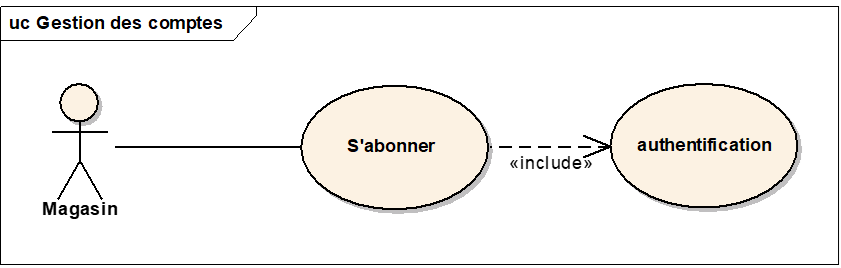 uc Gestion des comptes
S'abonner
authentification
«include»
Magasin